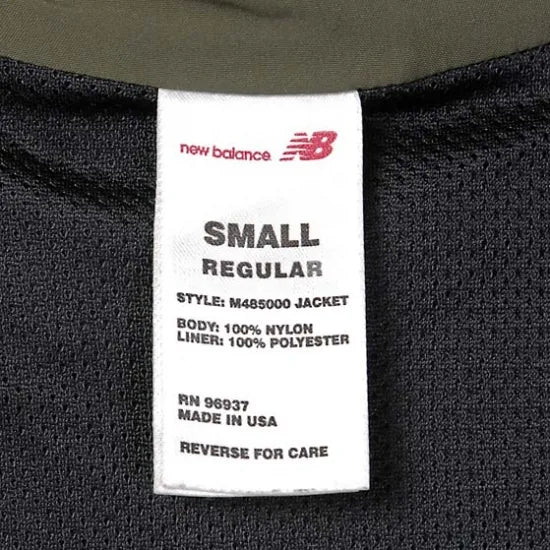 new balance NB
SMALL
REGULAR
STYLE: M485000 JACKET
BODY: 100% NYLON
LINER: 100% POLYESTER
RN 96937
MADE IN USA
REVERSE FOR CARE